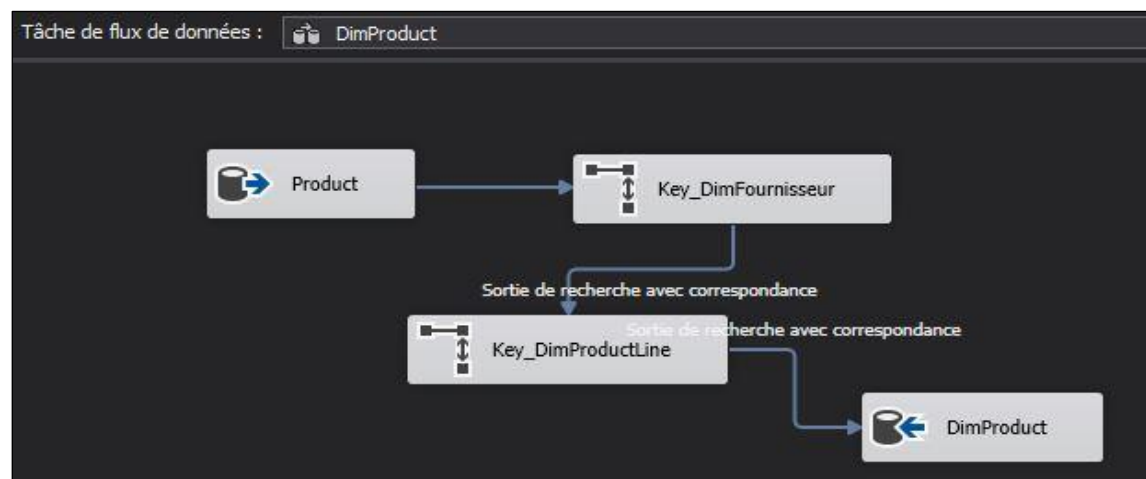 Tâche de flux de données : DimProduct
Product
Key_DimFournisseur
Sortie de recherche avec correspondance
Sortie de recherche avec correspondance
Key_DimProductLine
DimProduct